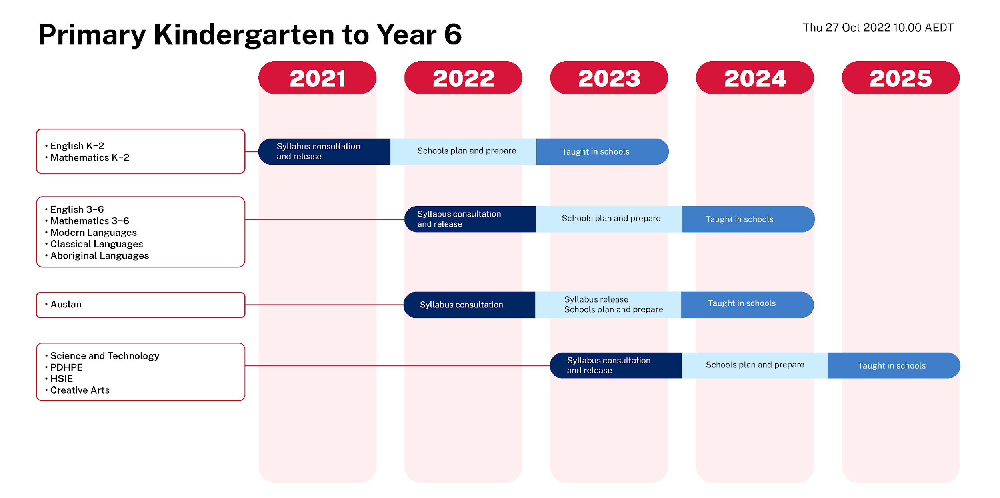 Primary Kindergarten to Year 6
Thu 27 Oct 2022 10.00 AEDT
2021
2022
2023
2024
2025
• English K–2
• Mathematics K–2
Syllabus consultation
and release
Schools plan and prepare
Taught in schools
• English 3–6
• Mathematics 3–6
• Modern Languages
• Classical Languages
• Aboriginal Languages
Syllabus consultation
and release
Schools plan and prepare
Taught in schools
• Auslan
Syllabus consultation
Syllabus release
Schools plan and prepare
Taught in schools
• Science and Technology
• PDHPE
• HSIE
• Creative Arts
Syllabus consultation
and release
Schools plan and prepare
Taught in schools